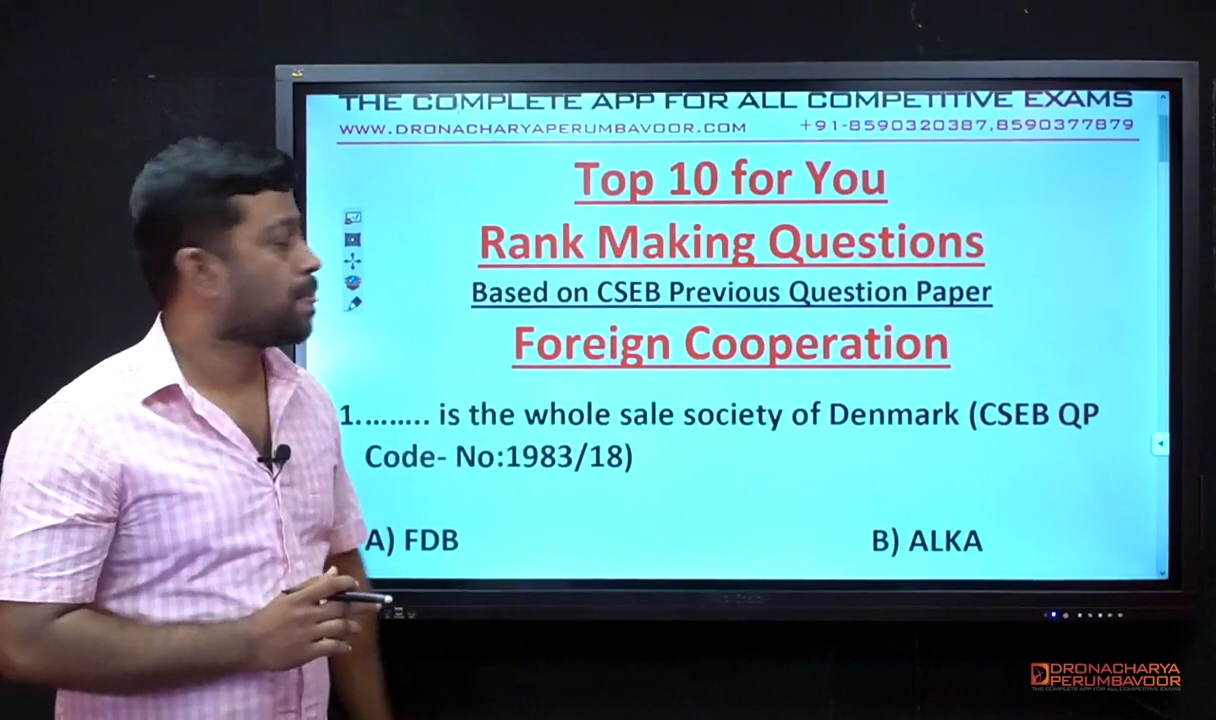 THE COMPLETE APP FOR ALL COMPETITIVE EXAMS
WWW.DRONACHARYAPERUMBAVOOR.COM +91-8590320387,8590377879
Top 10 for You
Rank Making Questions
Based on CSEB Previous Question Paper
Foreign Cooperation
1......... is the whole sale society of Denmark (CSEB QP
Code- No:1983/18)
A) FDB B) ALKA
DRONACHARYA
PERUMBAVOOR
THE COMPLETE APP FOR ALL COMPETITIVE EXAMS